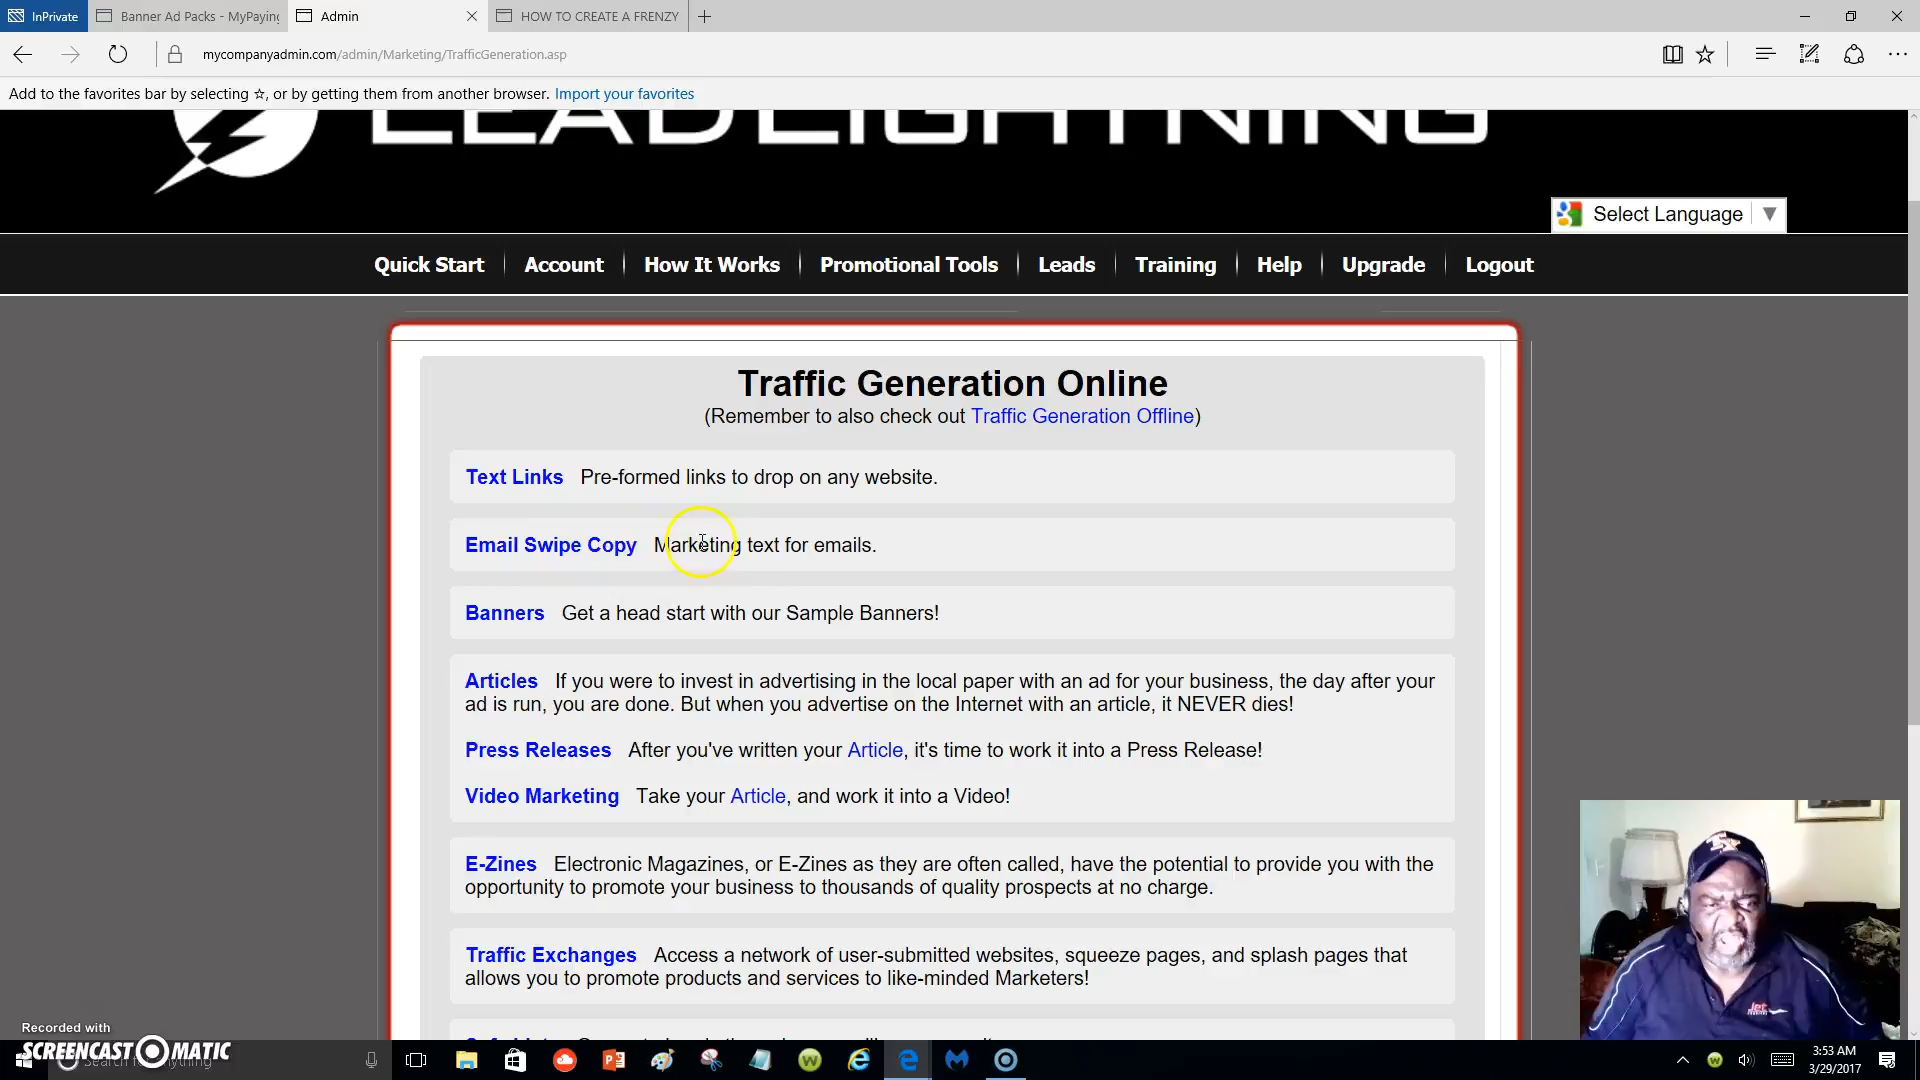 InPrivate
Banner Ad Packs - MyPaying
Admin
HOW TO CREATE A FRENZY
mycompanyadmin.com/admin/Marketing/TrafficGeneration.asp
Add to the favorites bar by selecting ☆, or by getting them from another browser. Import your favorites
LEADLIGHTNING
Select Language
Quick Start
Account
How It Works
Promotional Tools
Leads
Training
Help
Upgrade
Logout
Traffic Generation Online
(Remember to also check out Traffic Generation Offline)
Text Links Pre-formed links to drop on any website.
Email Swipe Copy Marketing text for emails.
Banners Get a head start with our Sample Banners!
Articles If you were to invest in advertising in the local paper with an ad for your business, the day after your
ad is run, you are done. But when you advertise on the Internet with an article, it NEVER dies!
Press Releases After you've written your Article, it's time to work it into a Press Release!
Video Marketing Take your Article, and work it into a Video!
E-Zines Electronic Magazines, or E-Zines as they are often called, have the potential to provide you with the
opportunity to promote your business to thousands of quality prospects at no charge.
Traffic Exchanges Access a network of user-submitted websites, squeeze pages, and splash pages that
allows you to promote products and services to like-minded Marketers!
Jet
Recorded with
SCREENCAST MATIC
Search for anything
3:53 AM
3/29/2017